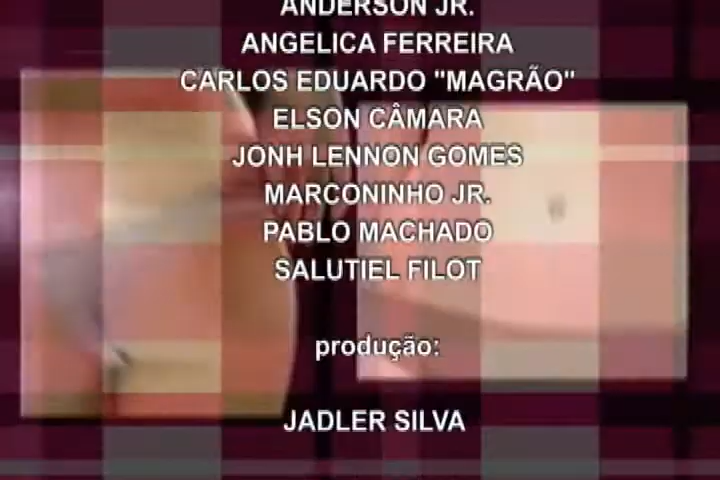 ANDERSON JR.
ANGELICA FERREIRA
CARLOS EDUARDO "MAGRÃO"
ELSON CÂMARA
JONH LENNON GOMES
MARCONINHO JR.
PABLO MACHADO
SALUTIEL FILOT
produção:
JADLER SILVA